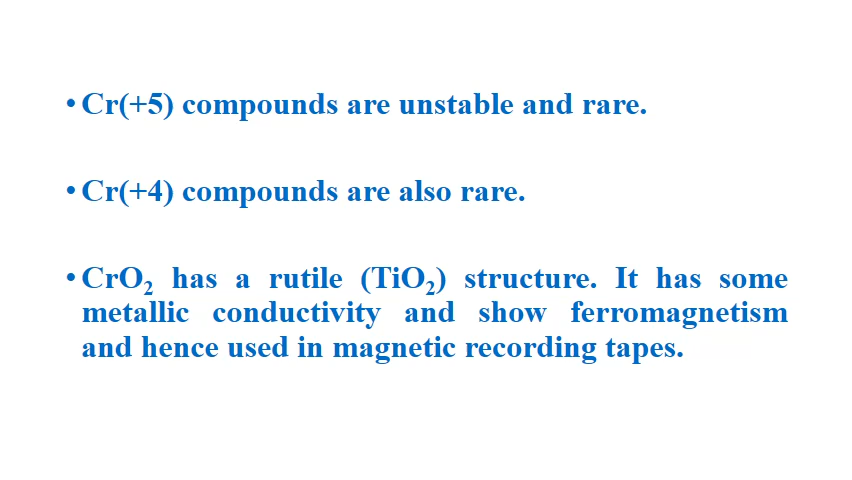 • Cr(+5) compounds are unstable and rare.
• Cr(+4) compounds are also rare.
• CrO₂ has a rutile (TiO₂) structure. It has some
metallic conductivity and show ferromagnetism
and hence used in magnetic recording tapes.